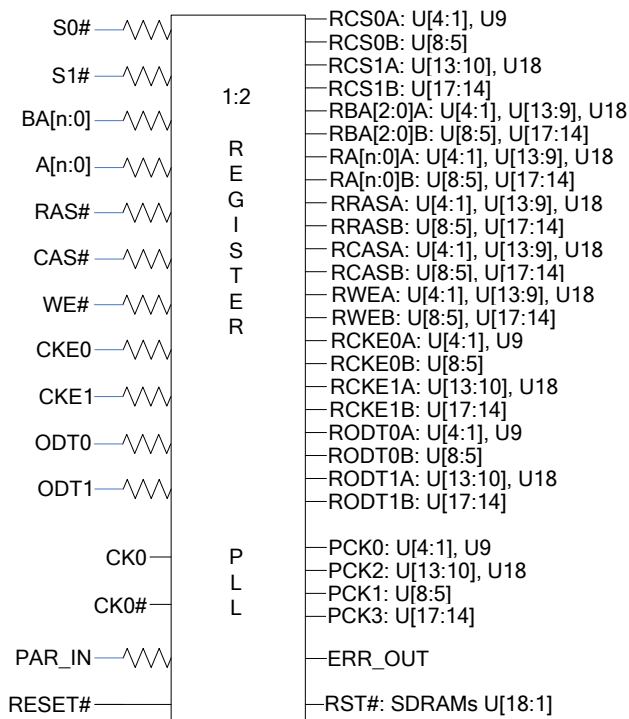 S0#
S1#
BA[n:0]
A[n:0]
RAS#
CAS#
WE#
CKE0
CKE1
ODT0
ODT1
CK0
CK0#
PAR_IN
RESET#
1:2
R
E
G
I
S
T
E
R
P
L
L
RCS0A: U[4:1], U9
RCS0B: U[8:5]
RCS1A: U[13:10], U18
RCS1B: U[17:14]
RBA[2:0]A: U[4:1], U[13:9], U18
RBA[2:0]B: U[8:5], U[17:14]
RA[n:0]A: U[4:1], U[13:9], U18
RA[n:0]B: U[8:5], U[17:14]
RRASA: U[4:1], U[13:9], U18
RRASB: U[8:5], U[17:14]
RCASA: U[4:1], U[13:9], U18
RCASB: U[8:5], U[17:14]
RWEA: U[4:1], U[13:9], U18
RWEB: U[8:5], U[17:14]
RCKE0A: U[4:1], U9
RCKE0B: U[8:5]
RCKE1A: U[13:10], U18
RCKE1B: U[17:14]
RODT0A: U[4:1], U9
RODT0B: U[8:5]
RODT1A: U[13:10], U18
RODT1B: U[17:14]
PCK0: U[4:1], U9
PCK2: U[13:10], U18
PCK1: U[8:5]
PCK3: U[17:14]
ERR_OUT
RST#: SDRAMs U[18:1]